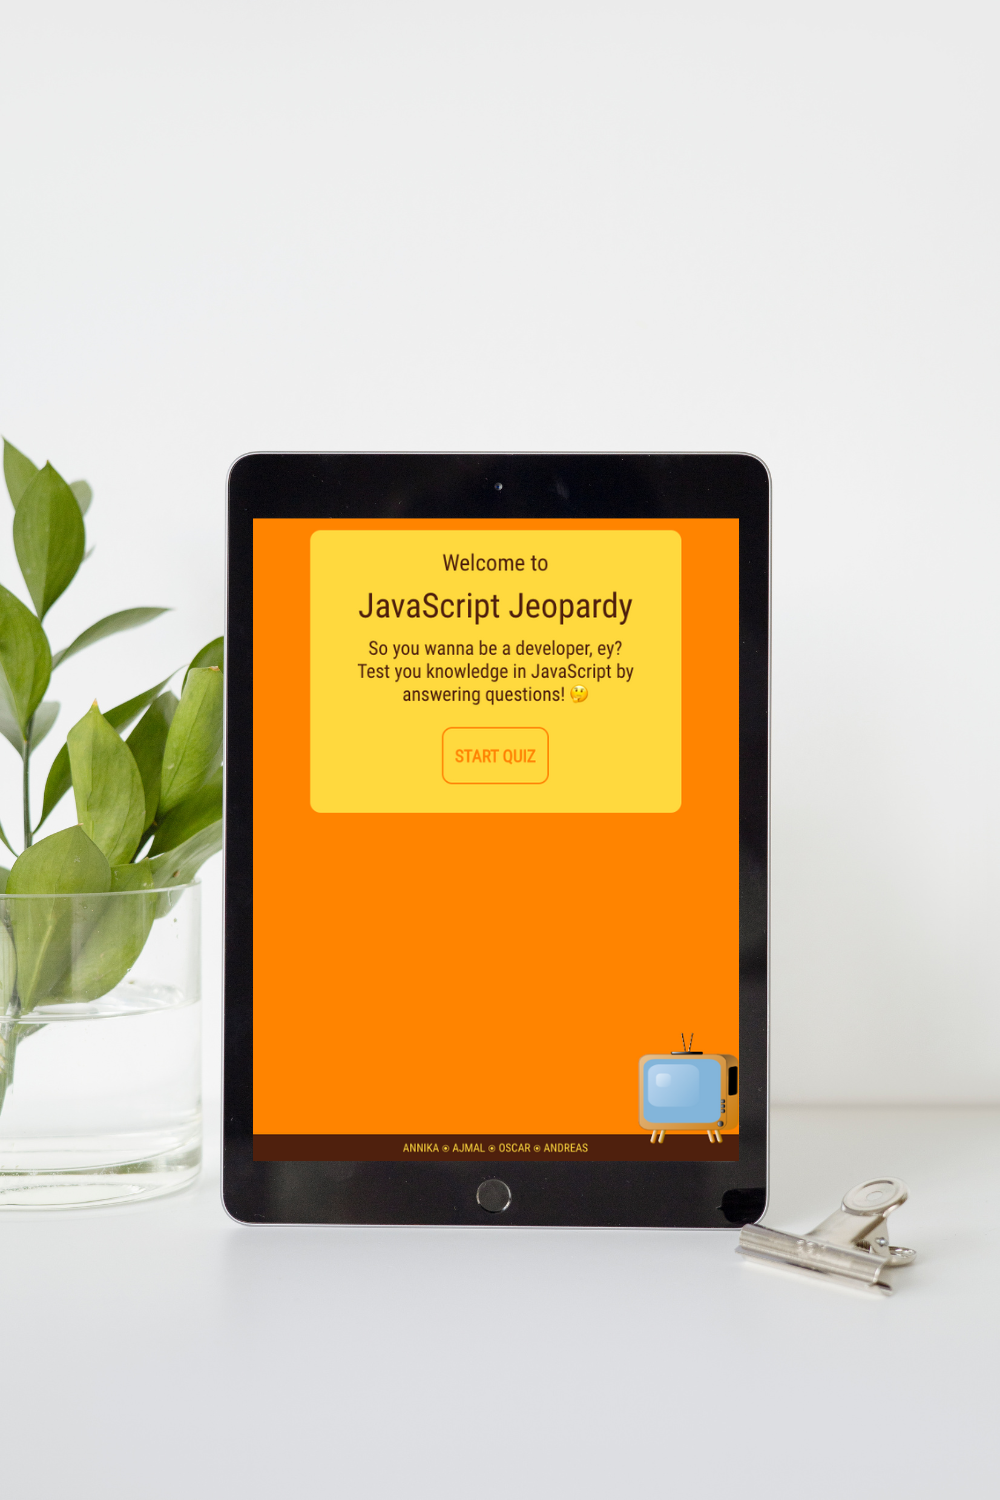 Welcome to
JavaScript Jeopardy
So you wanna be a developer, ey?
Test you knowledge in JavaScript by
answering questions! 🤔
START QUIZ
ANNIKA ⦿ AJMAL ⦿ OSCAR ⦿ ANDREAS